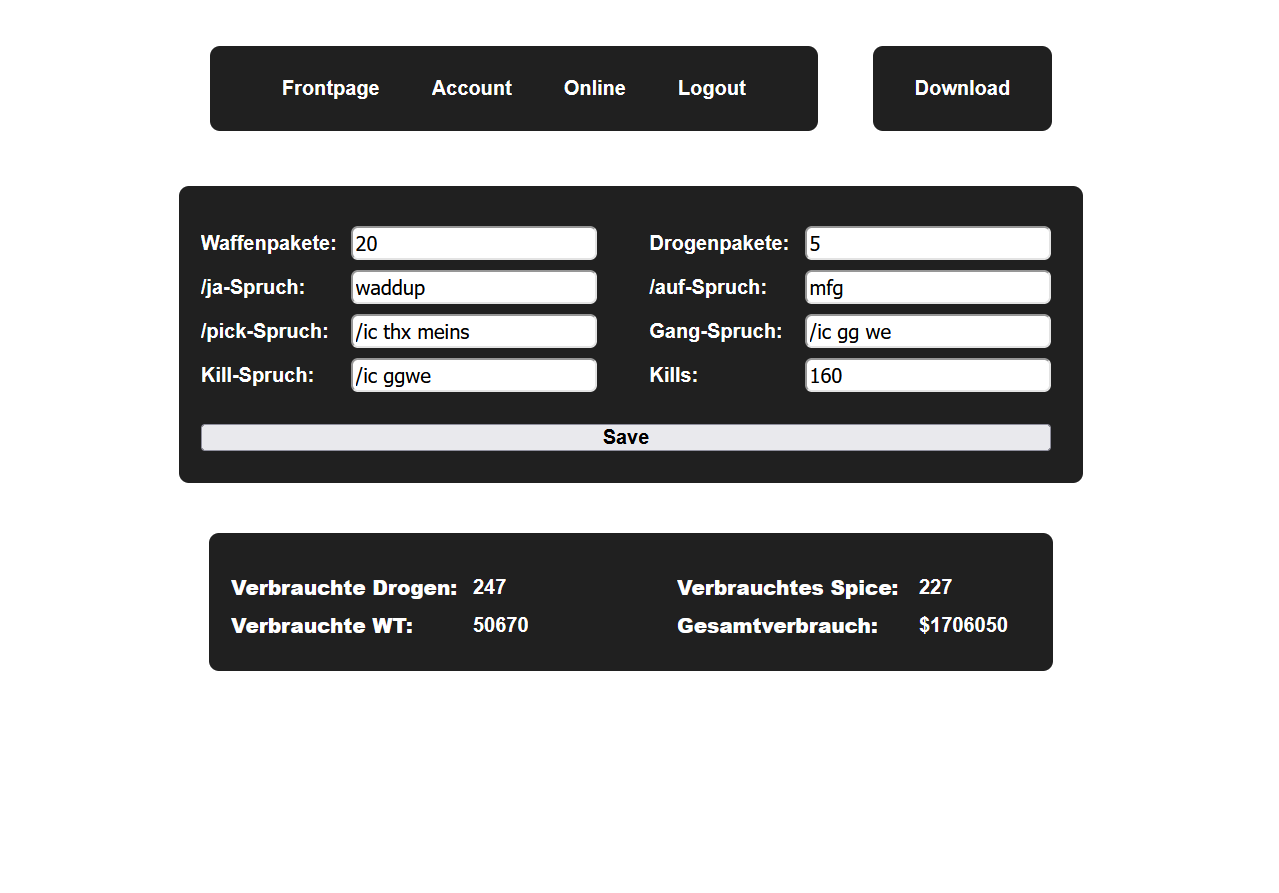 Frontpage Account Online Logout Download
Waffenpakete: 20 Drogenpakete: 5
/ja-Spruch: waddup /auf-Spruch: mfg
/pick-Spruch: /ic thx meins Gang-Spruch: /ic gg we
Kill-Spruch: /ic ggwe Kills: 160
Save
Verbrauchte Drogen: 247 Verbrauchtes Spice: 227
Verbrauchte WT: 50670 Gesamtverbrauch: $1706050